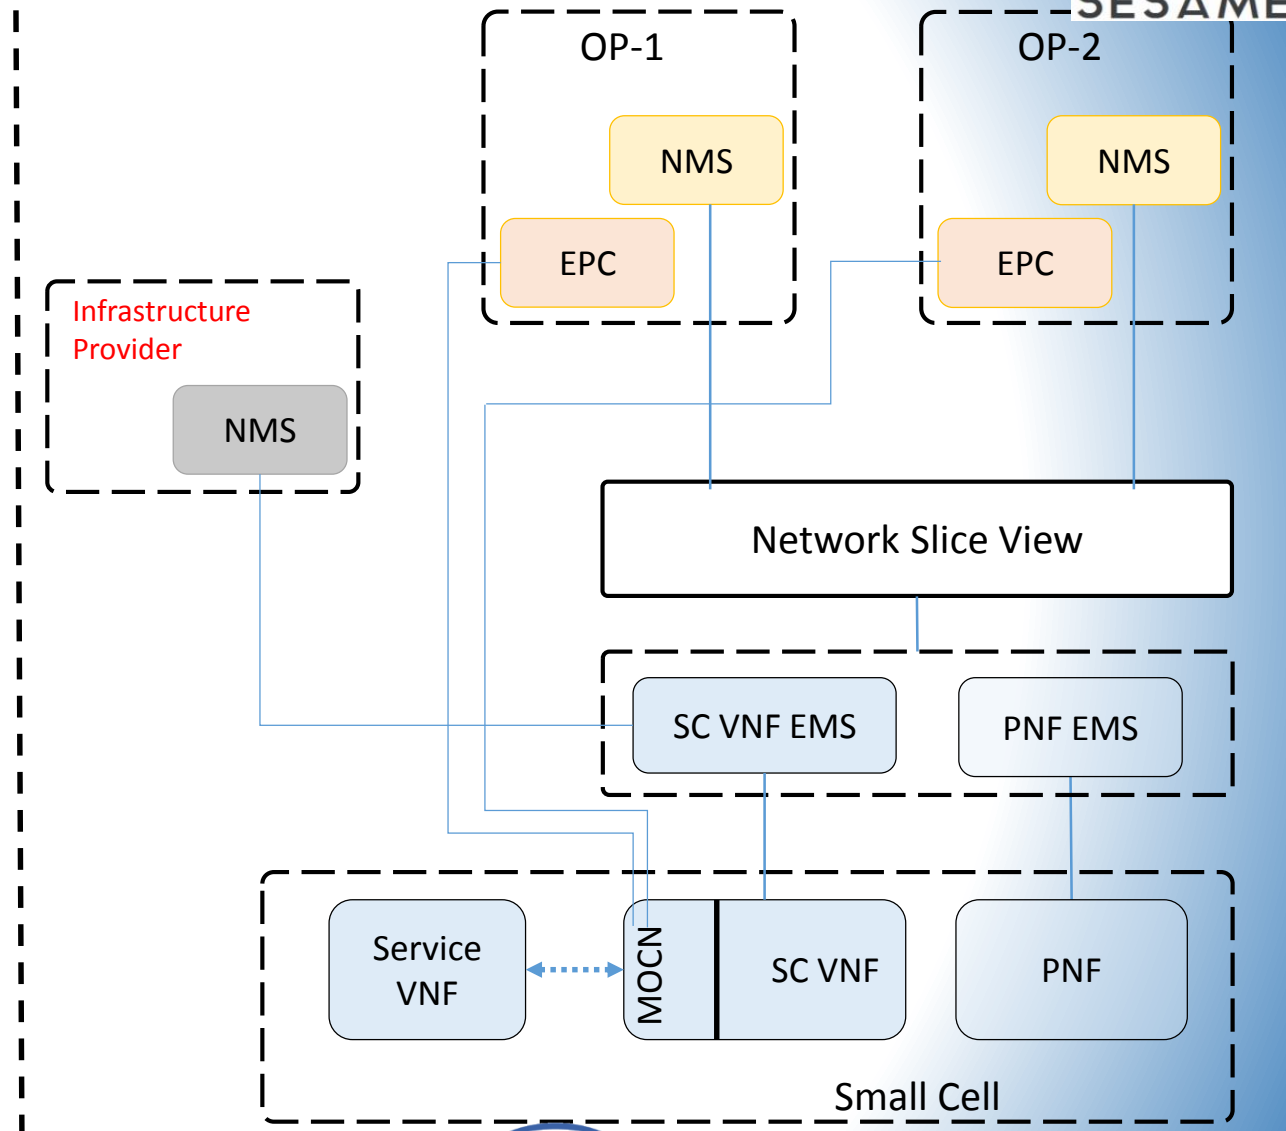 SESAME
OP-1
OP-2
NMS
NMS
EPC
EPC
Infrastructure
Provider
NMS
Network Slice View
SC VNF EMS
PNF EMS
Service
VNF
MOCN
SC VNF
PNF
Small Cell